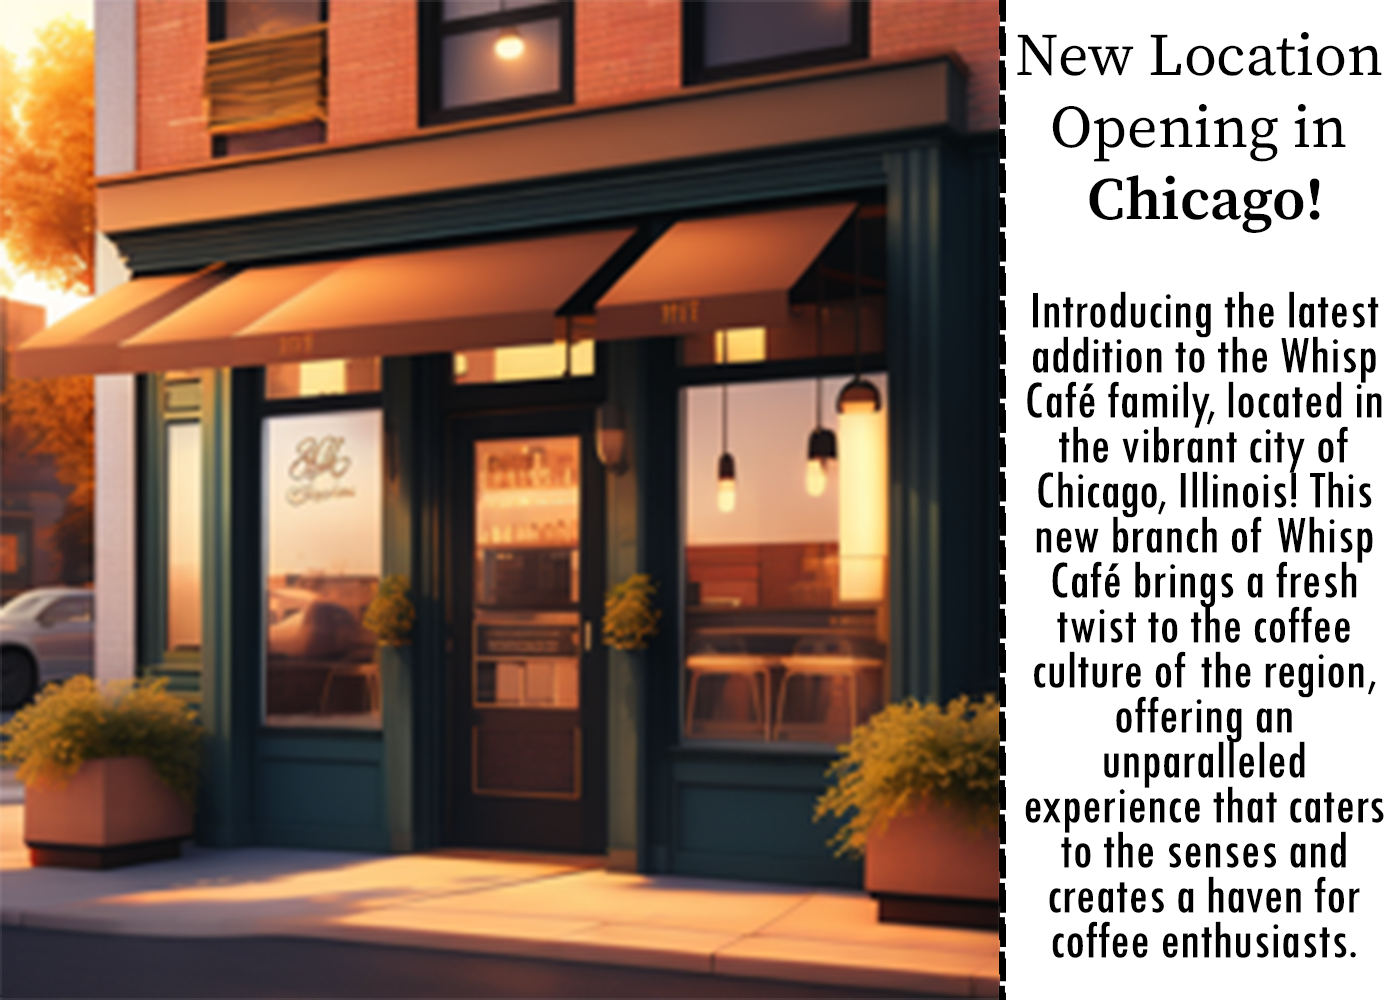 New Location
Opening in
Chicago!
Introducing the latest
addition to the Whisp
Café family, located in
the vibrant city of
Chicago, Illinois! This
new branch of Whisp
Café brings a fresh
twist to the coffee
culture of the region,
offering an
unparalleled
experience that caters
to the senses and
creates a haven for
coffee enthusiasts.